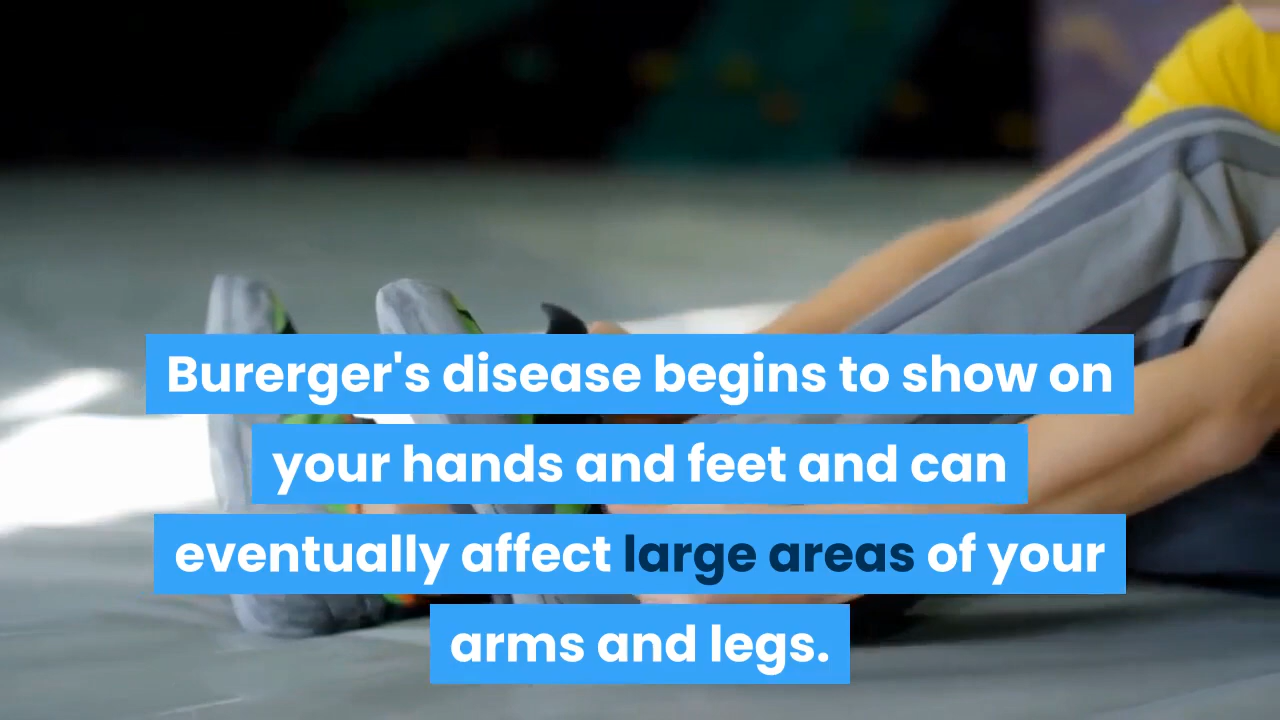 Burerger's disease begins to show on
your hands and feet and can
eventually affect large areas of your
arms and legs.